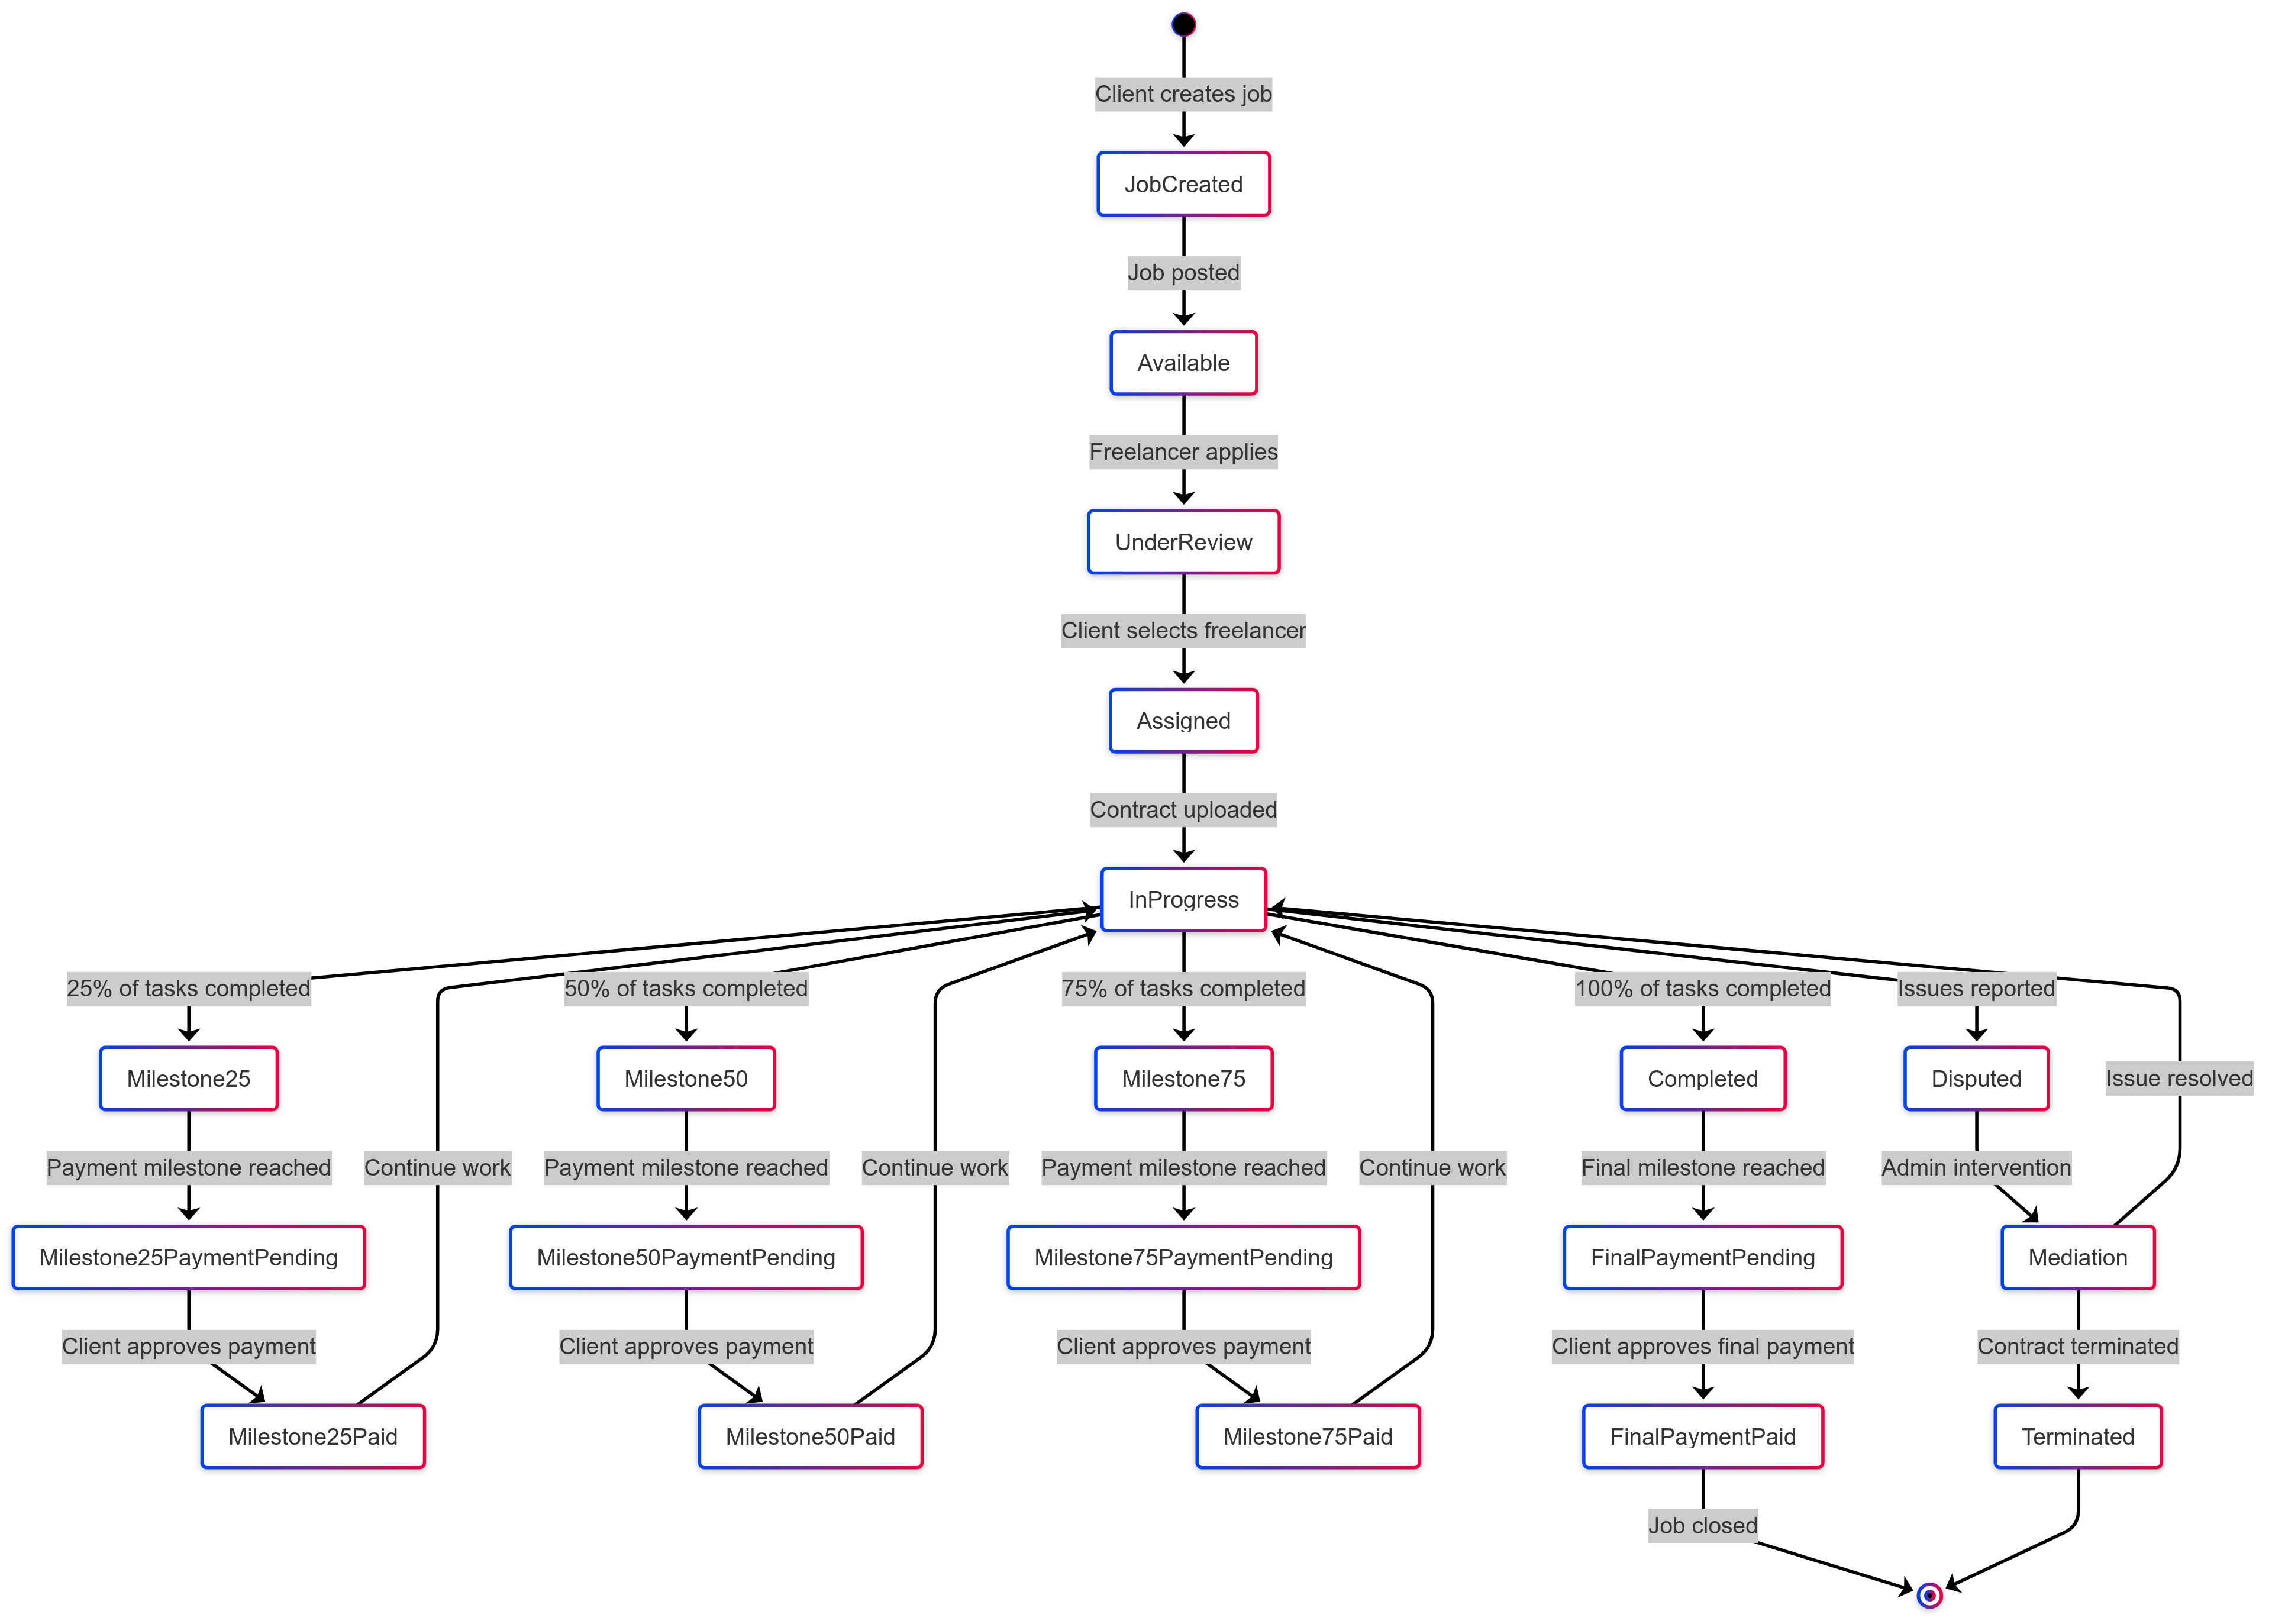 Client creates job
JobCreated
Job posted
Available
Freelancer applies
UnderReview
Client selects freelancer
Assigned
Contract uploaded
InProgress
25% of tasks completed
50% of tasks completed
75% of tasks completed
100% of tasks completed
Issues reported
Milestone25
Milestone50
Milestone75
Completed
Disputed
Issue resolved
Payment milestone reached
Continue work
Payment milestone reached
Continue work
Payment milestone reached
Continue work
Final milestone reached
Admin intervention
Milestone25PaymentPending
Milestone50PaymentPending
Milestone75PaymentPending
FinalPaymentPending
Mediation
Client approves payment
Client approves payment
Client approves payment
Client approves final payment
Contract terminated
Milestone25Paid
Milestone50Paid
Milestone75Paid
FinalPaymentPaid
Terminated
Job closed